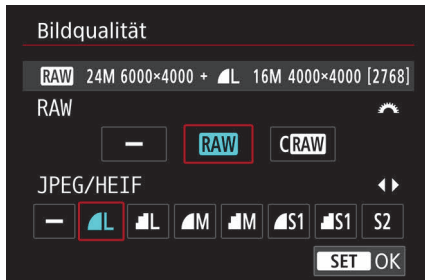 Bildqualität
RAW 24M 6000×4000 + L 16M 4000×4000 [2768]
RAW
— RAW CRAW
JPEG/HEIF
— L L M M S1 S1 S2
SET OK